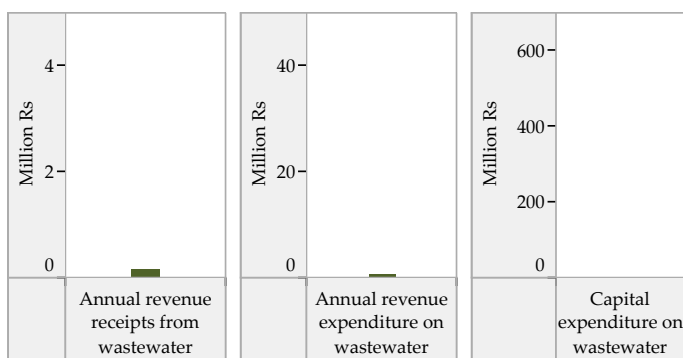 Million Rs
4
2
0
Annual revenue
receipts from
wastewater
Million Rs
40
20
0
Annual revenue
expenditure on
wastewater
Million Rs
600
400
200
0
Capital
expenditure on
wastewater